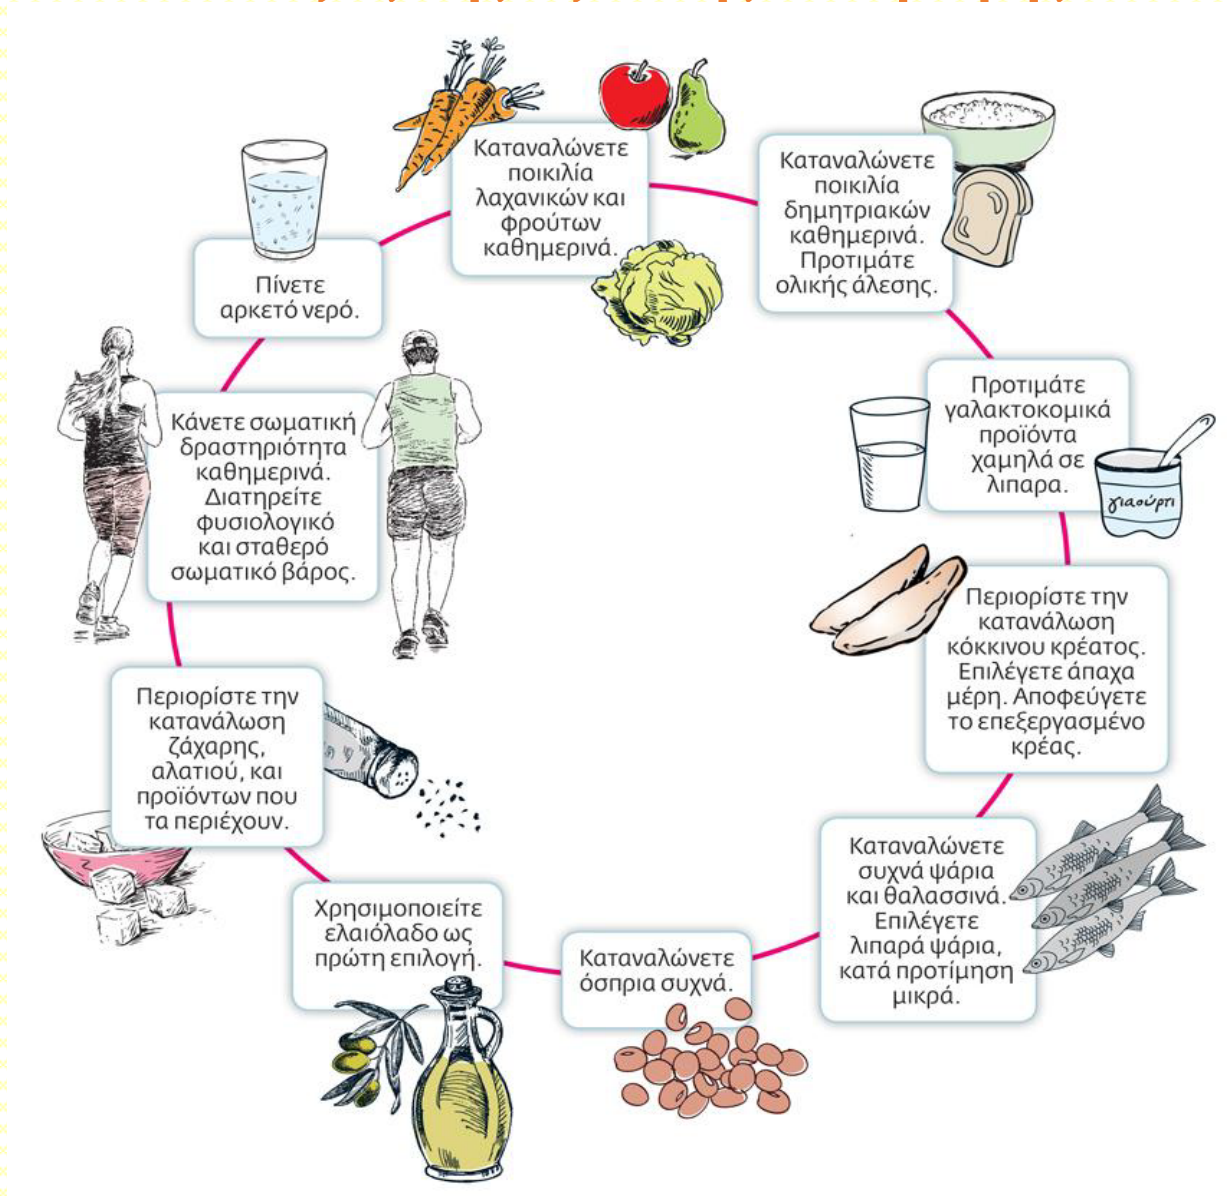 Καταναλώνετε
ποικιλία
λαχανικών και
φρούτων
καθημερινά.
Καταναλώνετε
ποικιλία
δημητριακών
καθημερινά.
Προτιμάτε
ολικής άλεσης.
Προτιμάτε
γαλακτοκομικά
προϊόντα
χαμηλά σε
λιπαρα.
γιαούρτι
Περιορίστε την
κατανάλωση
κόκκινου κρέατος.
Επιλέγετε άπαχα
μέρη. Αποφεύγετε
το επεξεργασμένο
κρέας.
Καταναλώνετε
συχνά ψάρια
και θαλασσινά.
Επιλέγετε
λιπαρά ψάρια,
κατά προτίμηση
μικρά.
Καταναλώνετε
όσπρια συχνά.
Χρησιμοποιείτε
ελαιόλαδο ως
πρώτη επιλογή.
Περιορίστε την
κατανάλωση
ζάχαρης,
αλατιού, και
προϊόντων που
τα περιέχουν.
Κάνετε σωματική
δραστηριότητα
καθημερινά.
Διατηρείτε
φυσιολογικό
και σταθερό
σωματικό βάρος.
Πίνετε
αρκετό νερό.